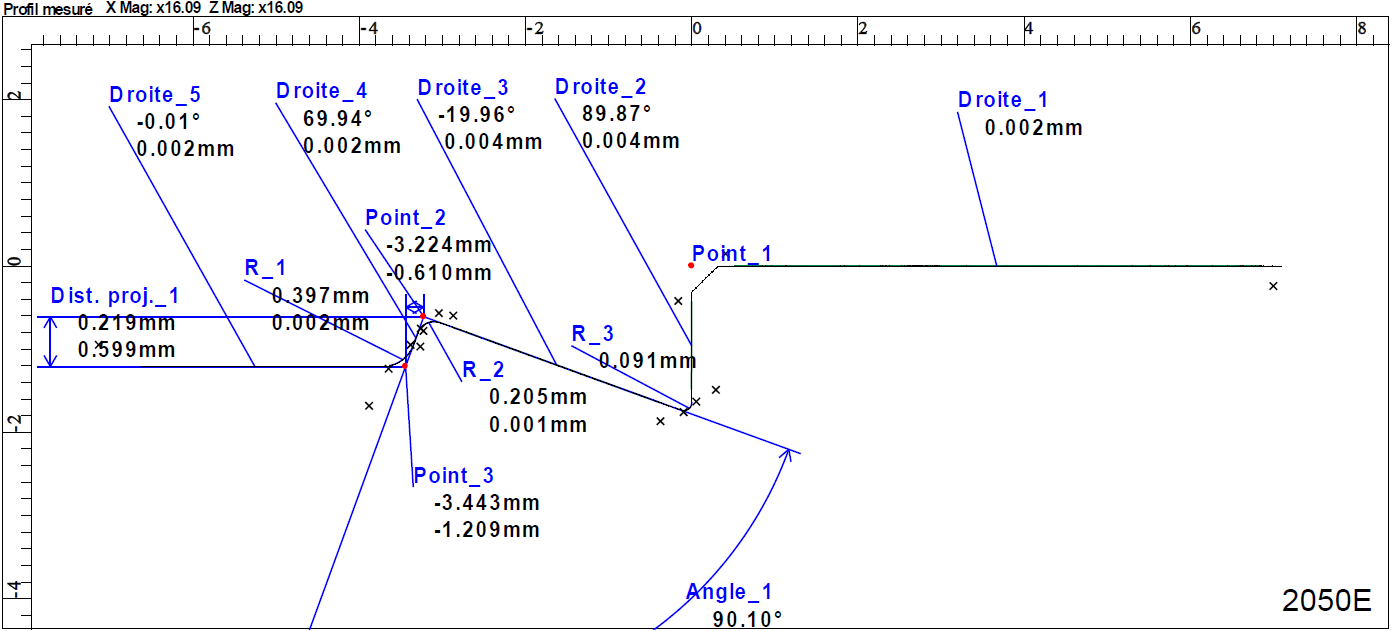 Profil mesuré X Mag: x16.09 Z Mag: x16.09
-6 -4 -2 0 2 4 6 8
2
0
-2
-4
Droite_5
-0.01°
0.002mm
Droite_4
69.94°
0.002mm
Droite_3
-19.96°
0.004mm
Droite_2
89.87°
0.004mm
Droite_1
0.002mm
Point_2
-3.224mm
-0.610mm
Point_1
R_1
0.397mm
0.002mm
Dist. proj._1
0.219mm
0.599mm
R_3
0.091mm
R_2
0.205mm
0.001mm
Point_3
-3.443mm
-1.209mm
Angle_1
90.10°
2050E